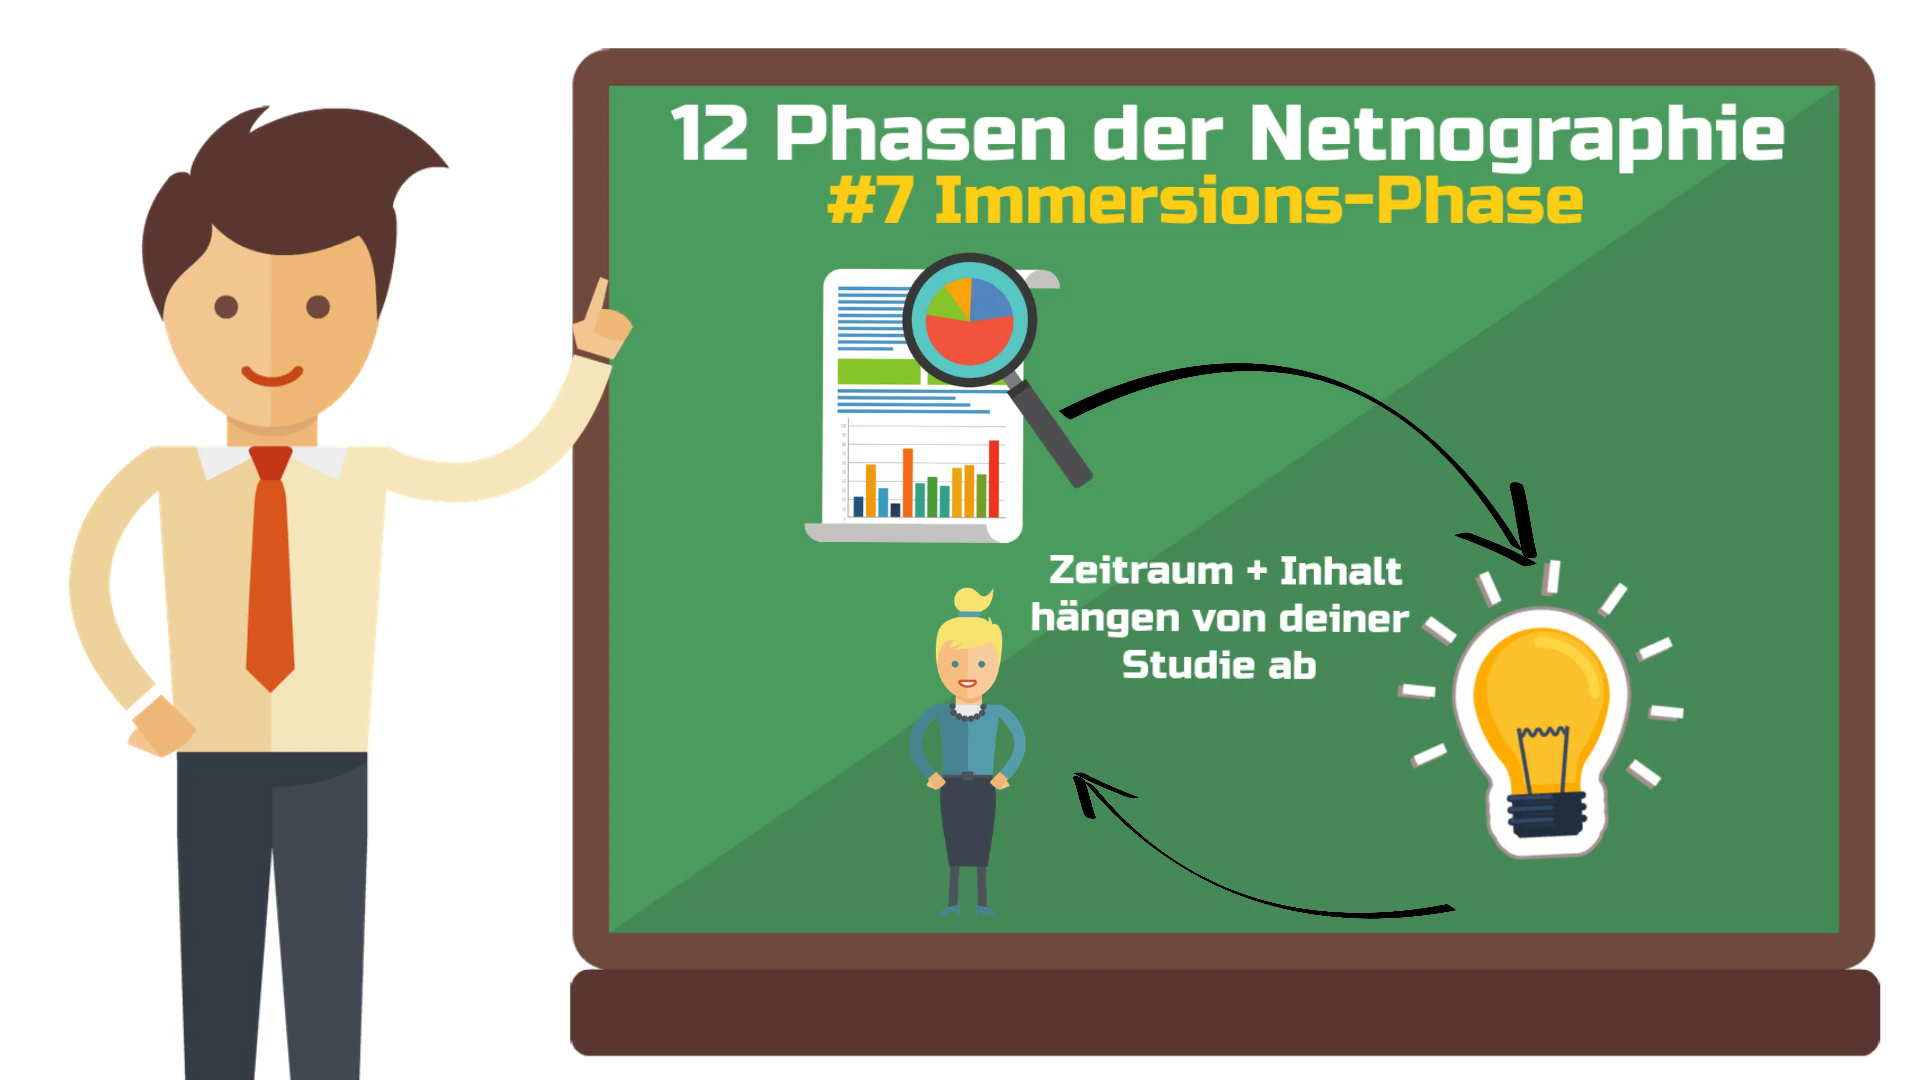 12 Phasen der Netnographie
#7 Immersions-Phase
Zeitraum + Inhalt
hängen von deiner
Studie ab